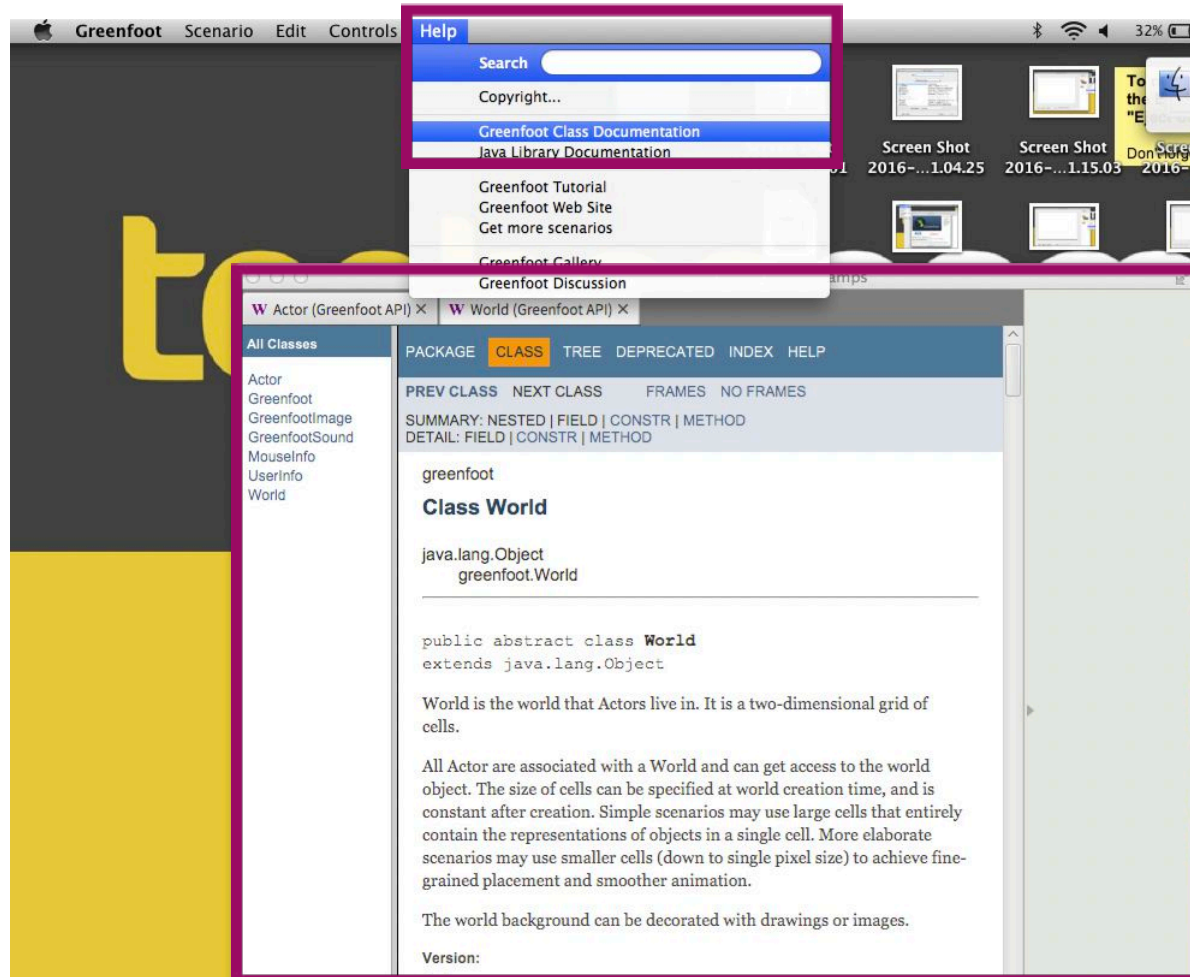 Greenfoot Scenario Edit Controls Help 32%
Search
Copyright...
Greenfoot Class Documentation
Java Library Documentation
Greenfoot Tutorial
Greenfoot Web Site
Get more scenarios
Greenfoot Gallery
Greenfoot Discussion
Screen Shot
2016-...1.04.25
Screen Shot
2016-...1.15.03
2016-
To
the
Don
W Actor (Greenfoot API) × W World (Greenfoot API) ×
All Classes
Actor
Greenfoot
GreenfootImage
GreenfootSound
MouseInfo
UserInfo
World
PACKAGE CLASS TREE DEPRECATED INDEX HELP
PREV CLASS NEXT CLASS FRAMES NO FRAMES
SUMMARY: NESTED | FIELD | CONSTR | METHOD
DETAIL: FIELD | CONSTR | METHOD
greenfoot
Class World
java.lang.Object
greenfoot.World
public abstract class World
extends java.lang.Object
World is the world that Actors live in. It is a two-dimensional grid of
cells.
All Actor are associated with a World and can get access to the world
object. The size of cells can be specified at world creation time, and is
constant after creation. Simple scenarios may use large cells that entirely
contain the representations of objects in a single cell. More elaborate
scenarios may use smaller cells (down to single pixel size) to achieve fine-
grained placement and smoother animation.
The world background can be decorated with drawings or images.
Version: